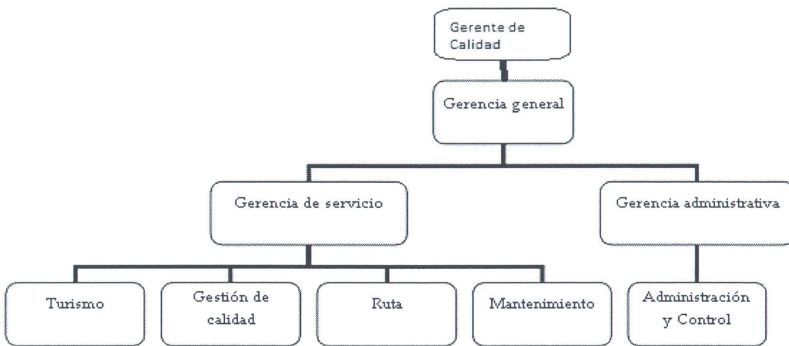 Gerente de
Calidad
Gerencia general
Gerencia de servicio
Gerencia administrativa
Turismo
Gestión de
calidad
Ruta
Mantenimiento
Administración
y Control